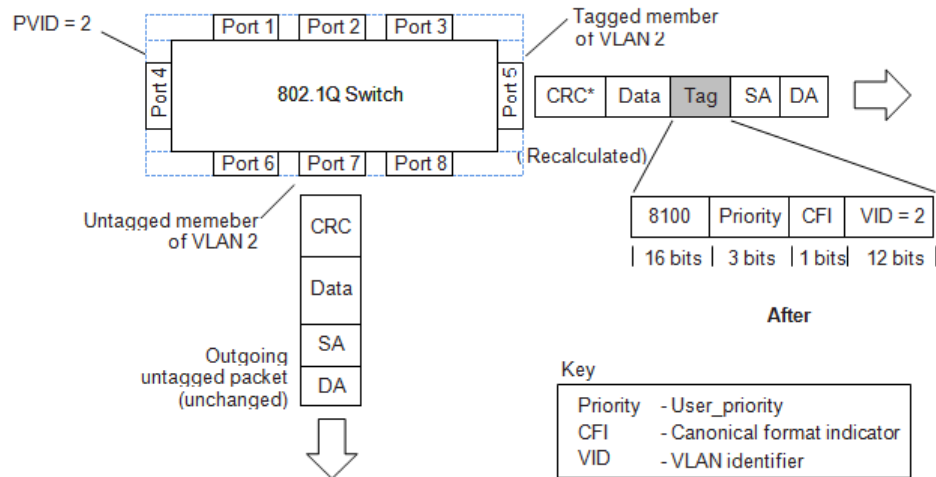 PVID = 2
Port 1
Port 2
Port 3
Tagged member
of VLAN 2
Port 4
802.1Q Switch
Port 5
CRC*
Data
Tag
SA
DA
( Recalculated)
Port 6
Port 7
Port 8
Untagged memeber
of VLAN 2
8100
Priority
CFI
VID = 2
16 bits
3 bits
1 bits
12 bits
After
CRC
Data
SA
DA
Outgoing
untagged packet
(unchanged)
Key
Priority - User_priority
CFI - Canonical format indicator
VID - VLAN identifier